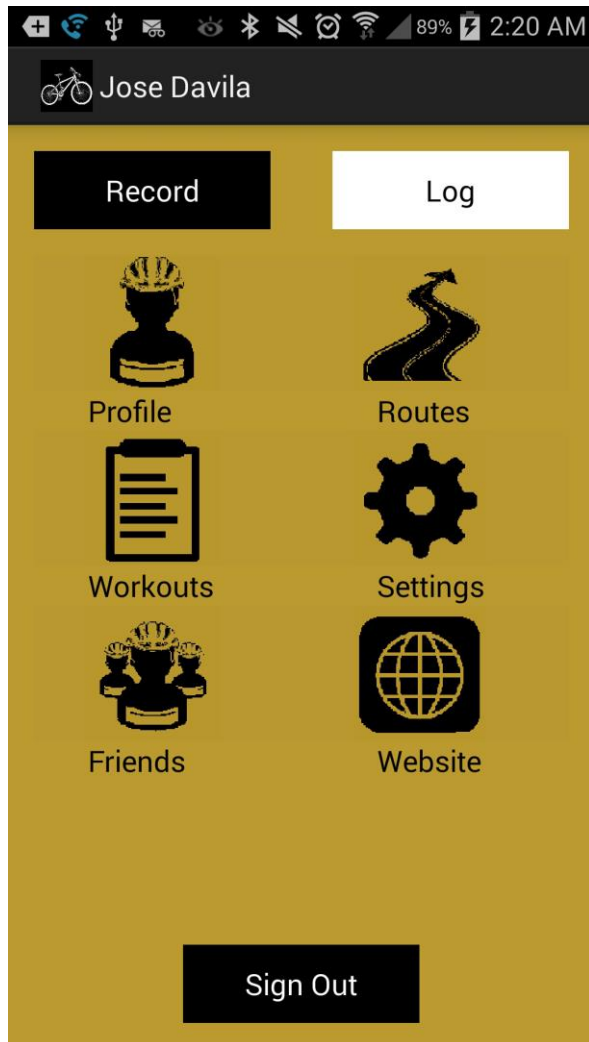 89% 2:20 AM
Jose Davila
Record Log
Profile Routes
Workouts Settings
Friends Website
Sign Out